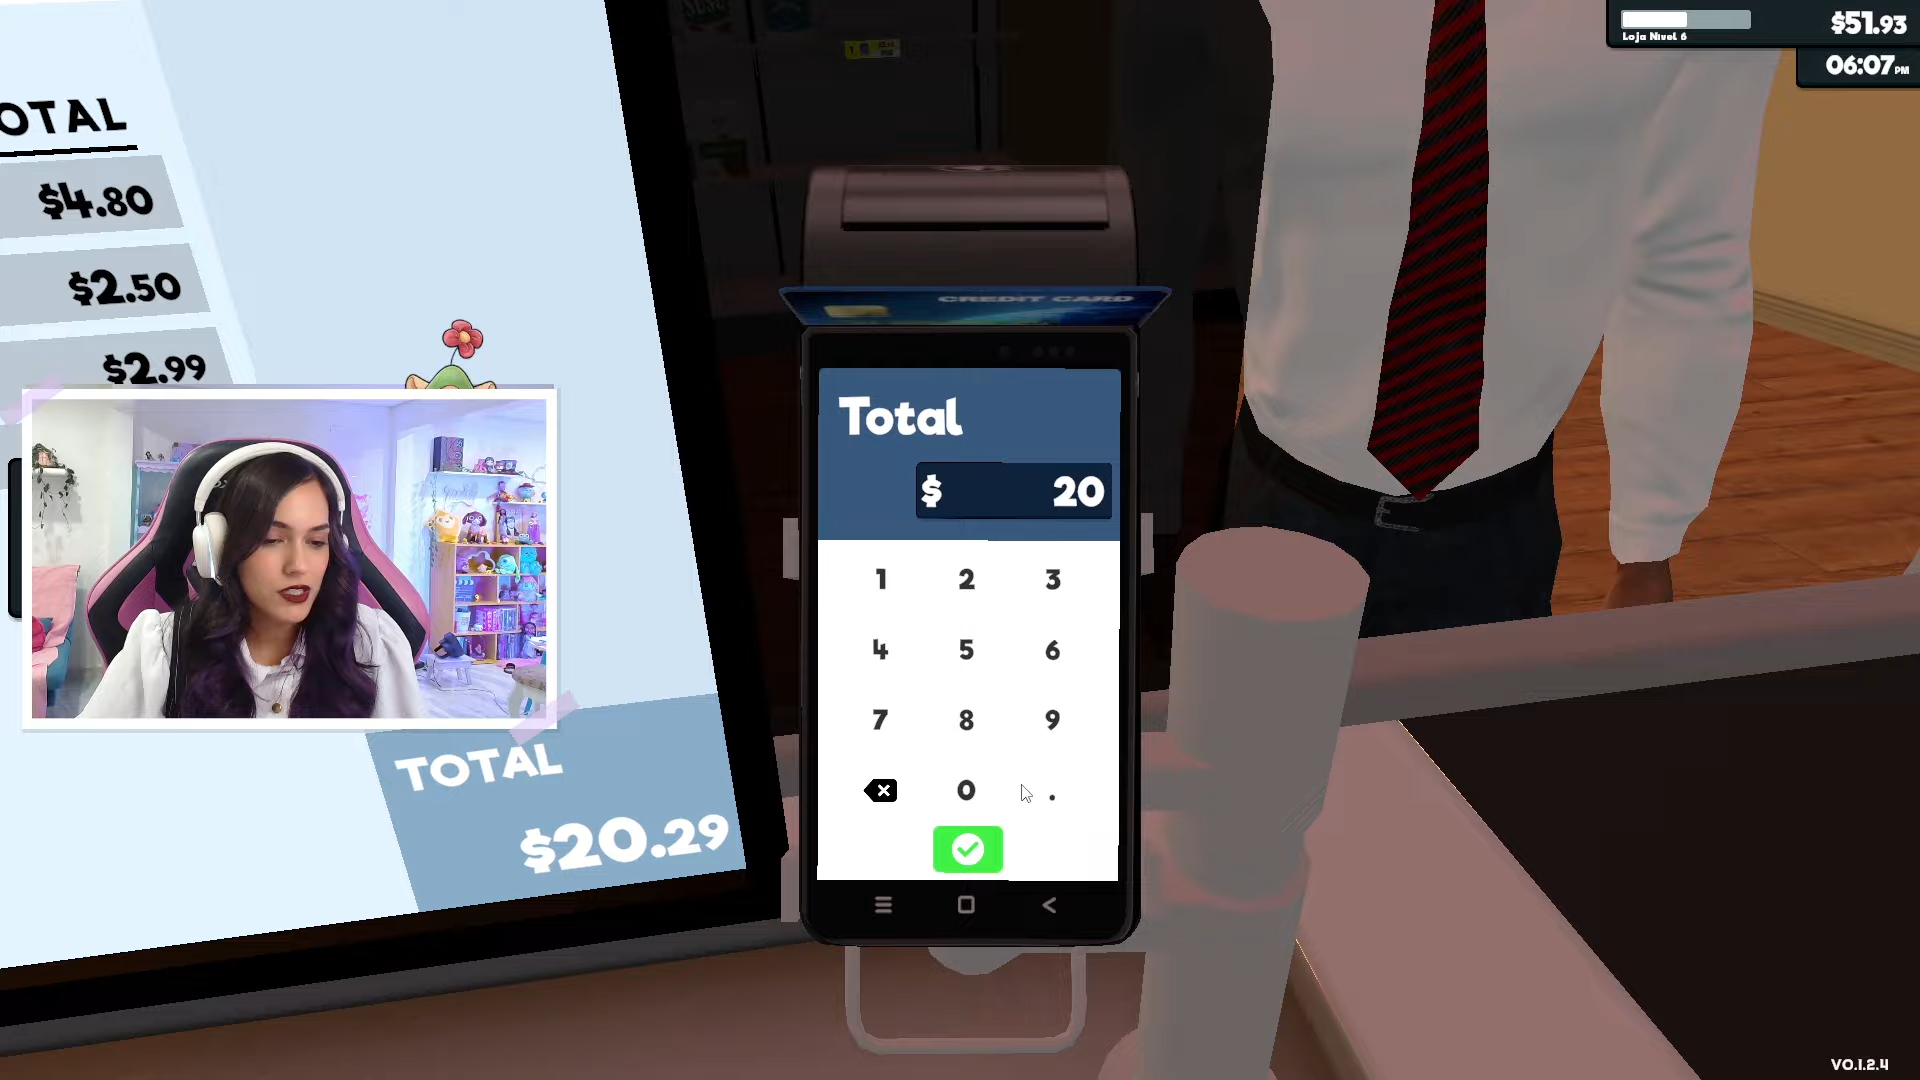 $51.93
Loja Nível 6
06:07PM
OTAL
$4.80
$2.50
$2.99
CREDIT CARD
Total
$ 20
1 2 3
4 5 6
7 8 9
0 .
TOTAL
$20.29
V0.1.2.4